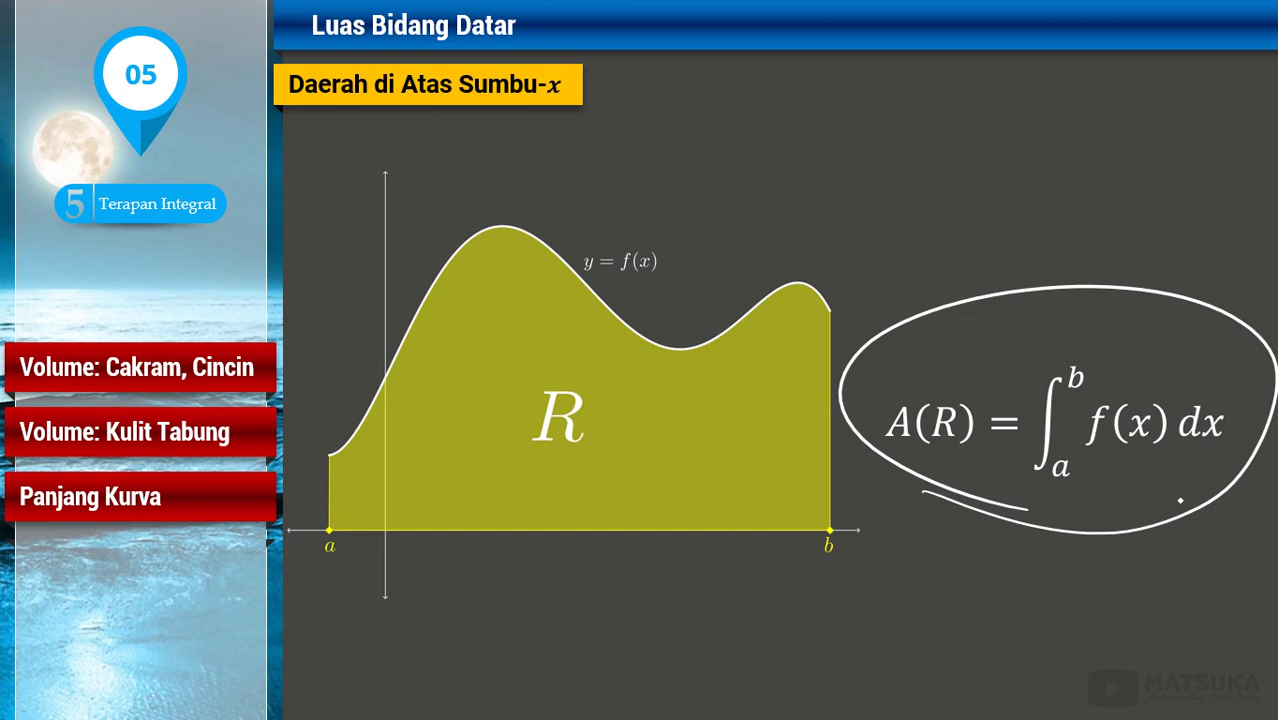 Luas Bidang Datar
05
Daerah di Atas Sumbu-x
5 Terapan Integral
y = f(x)
Volume: Cakram, Cincin
Volume: Kulit Tabung
Panjang Kurva
R
A(R) = ∫_a^b f(x) dx
a
b
MATSUKA